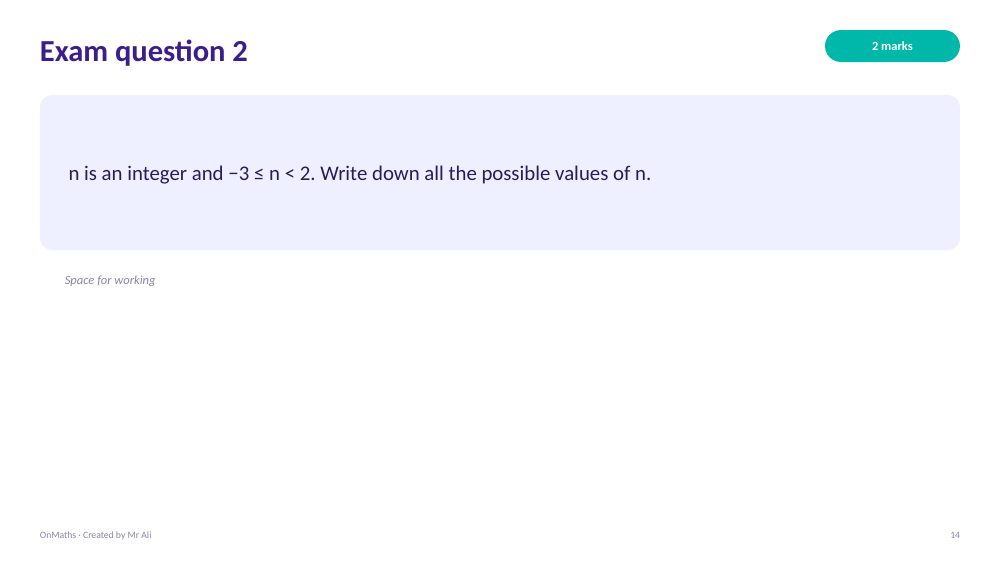 Exam question 2
2 marks
n is an integer and −3 ≤ n < 2. Write down all the possible values of n.
Space for working
OnMaths · Created by Mr Ali
14